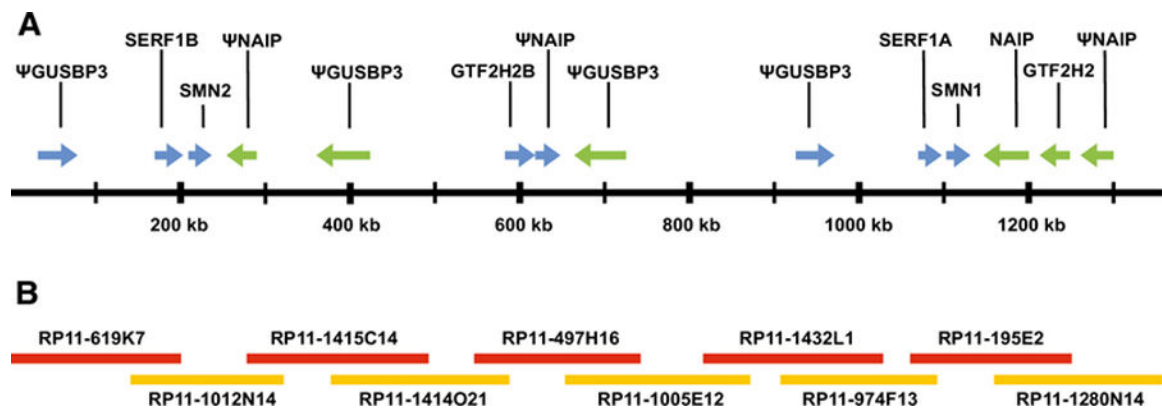 A
SERF1B ΨNAIP ΨNAIP SERF1A NAIP ΨNAIP
ΨGUSBP3 GTF2H2B ΨGUSBP3 ΨGUSBP3 ΨGUSBP3 GTF2H2
SMN2 SMN1
200 kb 400 kb 600 kb 800 kb 1000 kb 1200 kb
B
RP11-619K7 RP11-1415C14 RP11-497H16 RP11-1432L1 RP11-195E2
RP11-1012N14 RP11-1414O21 RP11-1005E12 RP11-974F13 RP11-1280N14